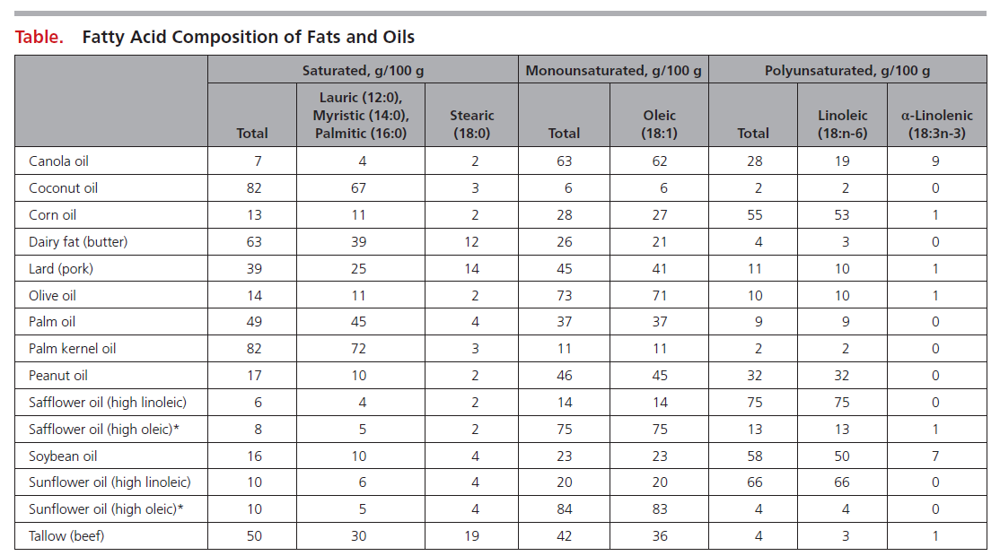 Table. Fatty Acid Composition of Fats and Oils
Saturated, g/100 g Monounsaturated, g/100 g Polyunsaturated, g/100 g
Total Lauric (12:0), Myristic (14:0), Palmitic (16:0) Stearic (18:0) Total Oleic (18:1) Total Linoleic (18:n-6) α-Linolenic (18:3n-3)
Canola oil 7 4 2 63 62 28 19 9
Coconut oil 82 67 3 6 6 2 2 0
Corn oil 13 11 2 28 27 55 53 1
Dairy fat (butter) 63 39 12 26 21 4 3 0
Lard (pork) 39 25 14 45 41 11 10 1
Olive oil 14 11 2 73 71 10 10 1
Palm oil 49 45 4 37 37 9 9 0
Palm kernel oil 82 72 3 11 11 2 2 0
Peanut oil 17 10 2 46 45 32 32 0
Safflower oil (high linoleic) 6 4 2 14 14 75 75 0
Safflower oil (high oleic)* 8 5 2 75 75 13 13 1
Soybean oil 16 10 4 23 23 58 50 7
Sunflower oil (high linoleic) 10 6 4 20 20 66 66 0
Sunflower oil (high oleic)* 10 5 4 84 83 4 4 0
Tallow (beef) 50 30 19 42 36 4 3 1